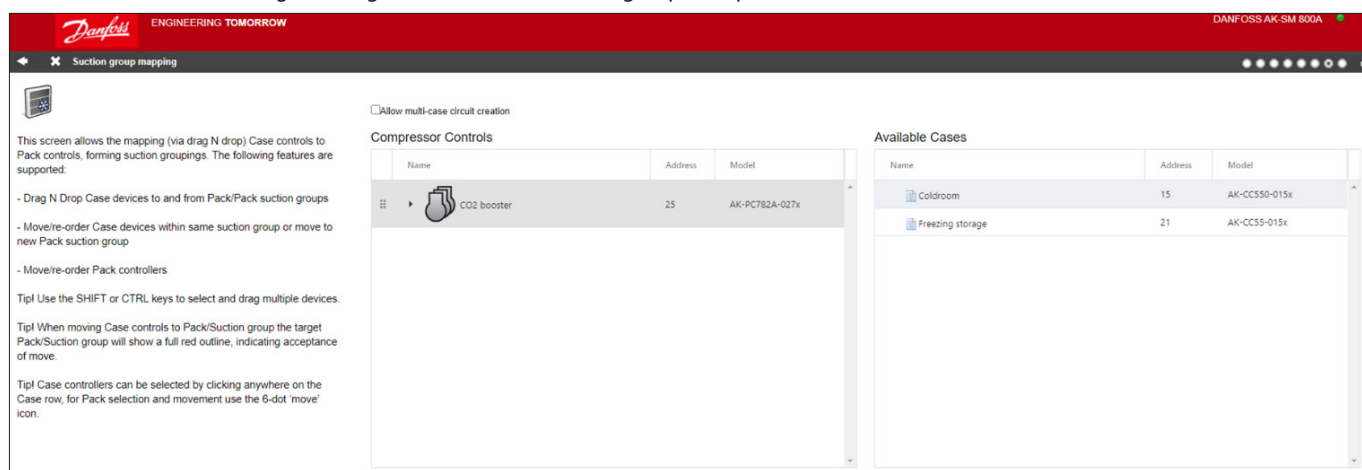 Danfoss
ENGINEERING TOMORROW
DANFOSS AK-SM 800A
Suction group mapping
This screen allows the mapping (via drag N drop) Case controls to
Pack controls, forming suction groupings. The following features are
supported:
- Drag N Drop Case devices to and from Pack/Pack suction groups
- Move/re-order Case devices within same suction group or move to
new Pack suction group
- Move/re-order Pack controllers
Tip! Use the SHIFT or CTRL keys to select and drag multiple devices.
Tip! When moving Case controls to Pack/Suction group the target
Pack/Suction group will show a full red outline, indicating acceptance
of move.
Tip! Case controllers can be selected by clicking anywhere on the
Case row, for Pack selection and movement use the 6-dot 'move'
icon.
Allow multi-case circuit creation
Compressor Controls
Name Address Model
CO2 booster 25 AK-PC782A-027x
Available Cases
Name Address Model
Coldroom 15 AK-CC550-015x
Freezing storage 21 AK-CC55-015x